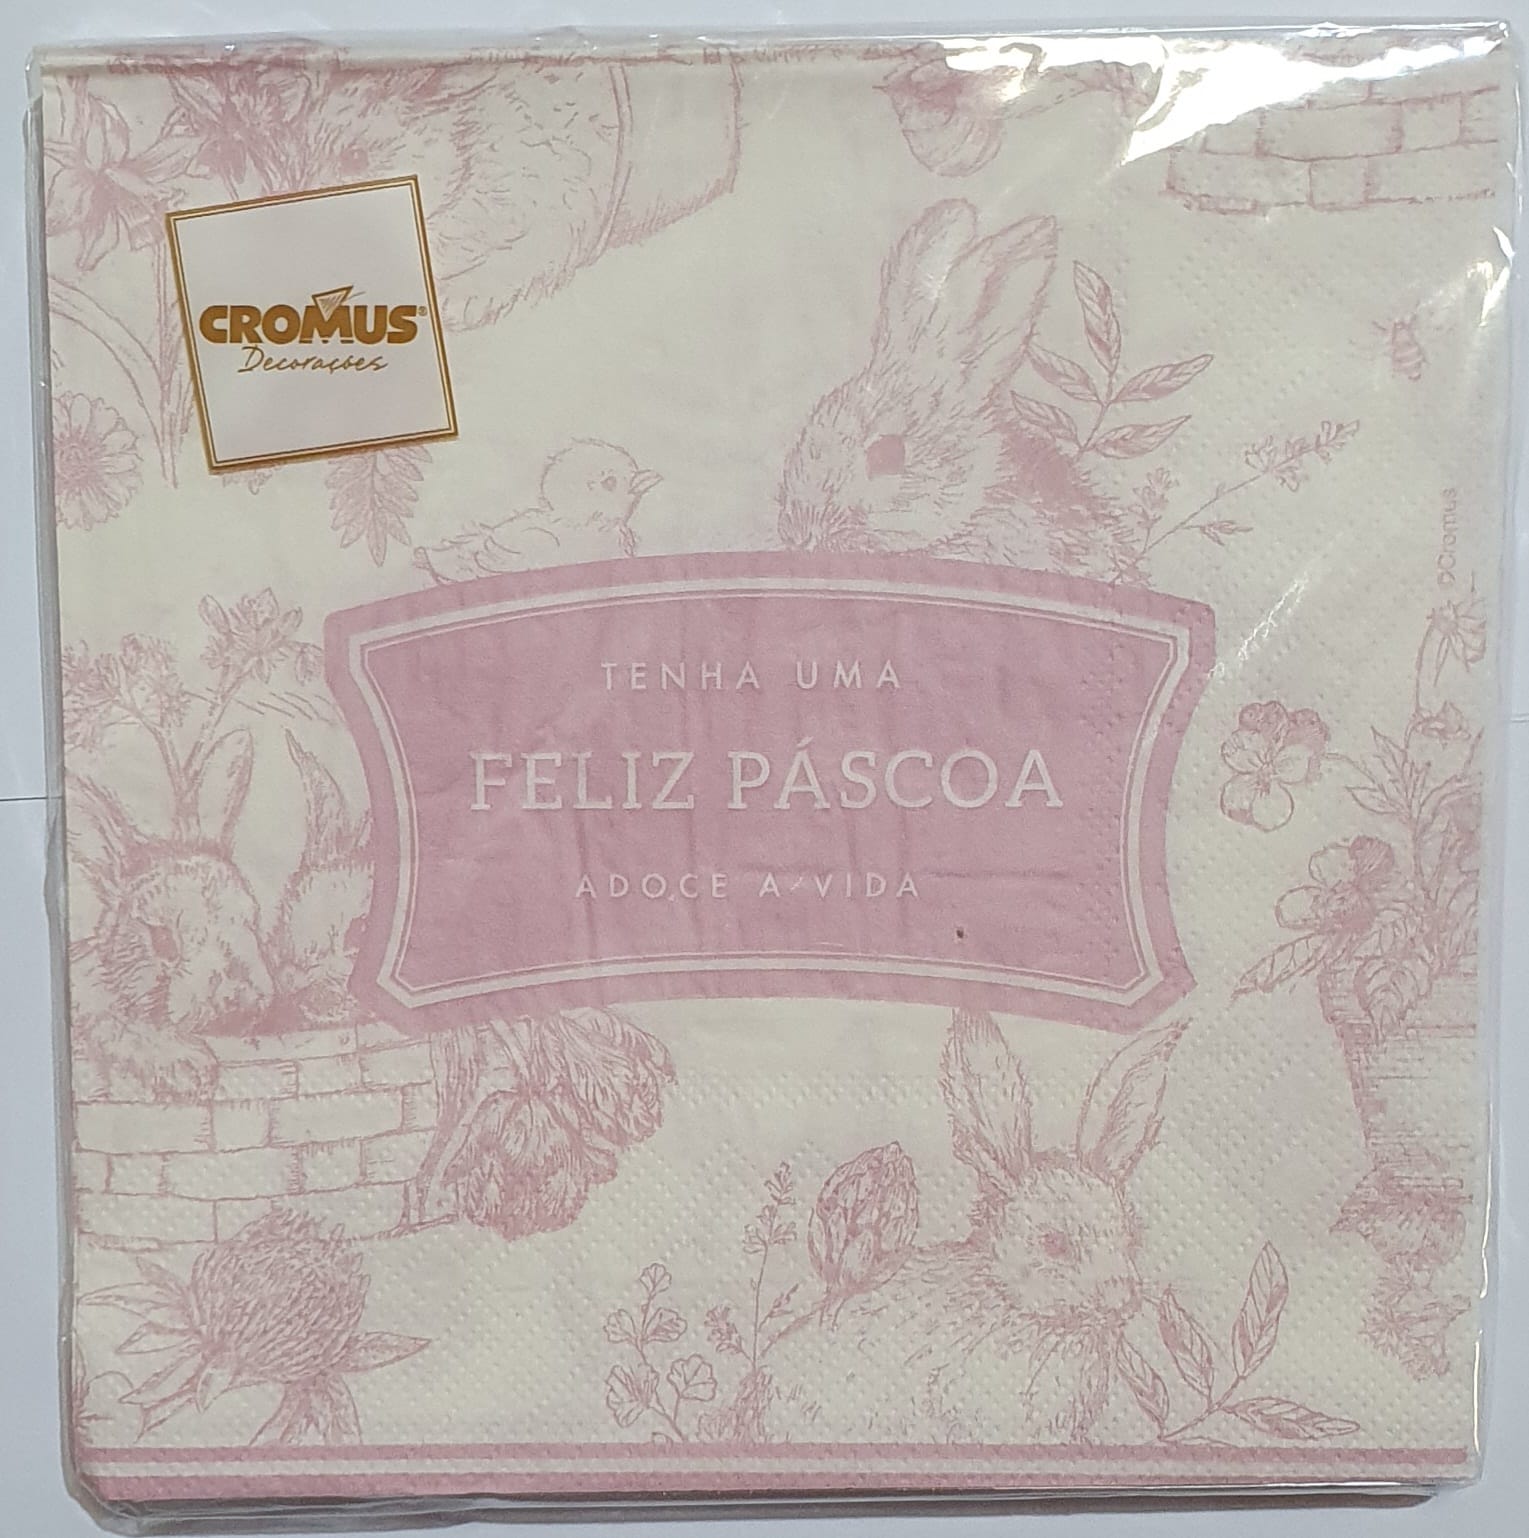 CROMUS®
Decorações
©Cromus
TENHA UMA
FELIZ PÁSCOA
ADOCE A VIDA